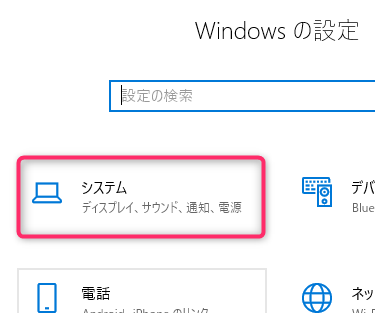 Windows の設定
設定の検索
システム
ディスプレイ、サウンド、通知、電源
デバ
Blue
電話
Android, iPhone のリンク
ネッ
Wi-F